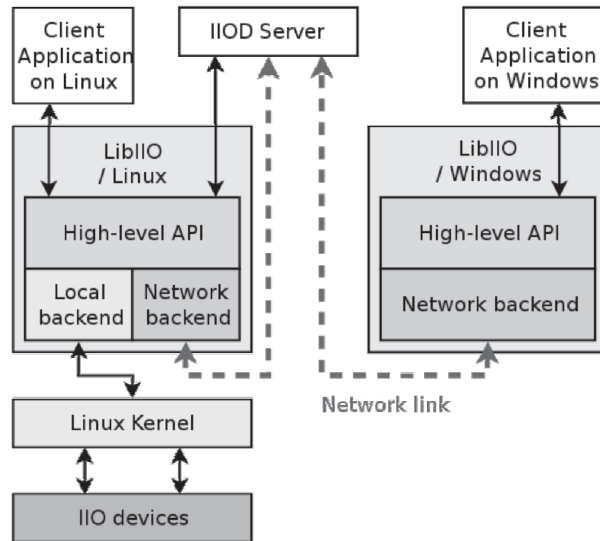 Client
Application
on Linux
IIOD Server
Client
Application
on Windows
LibIIO
/ Linux
LibIIO
/ Windows
High-level API
High-level API
Local
backend
Network
backend
Network backend
Network link
Linux Kernel
IIO devices